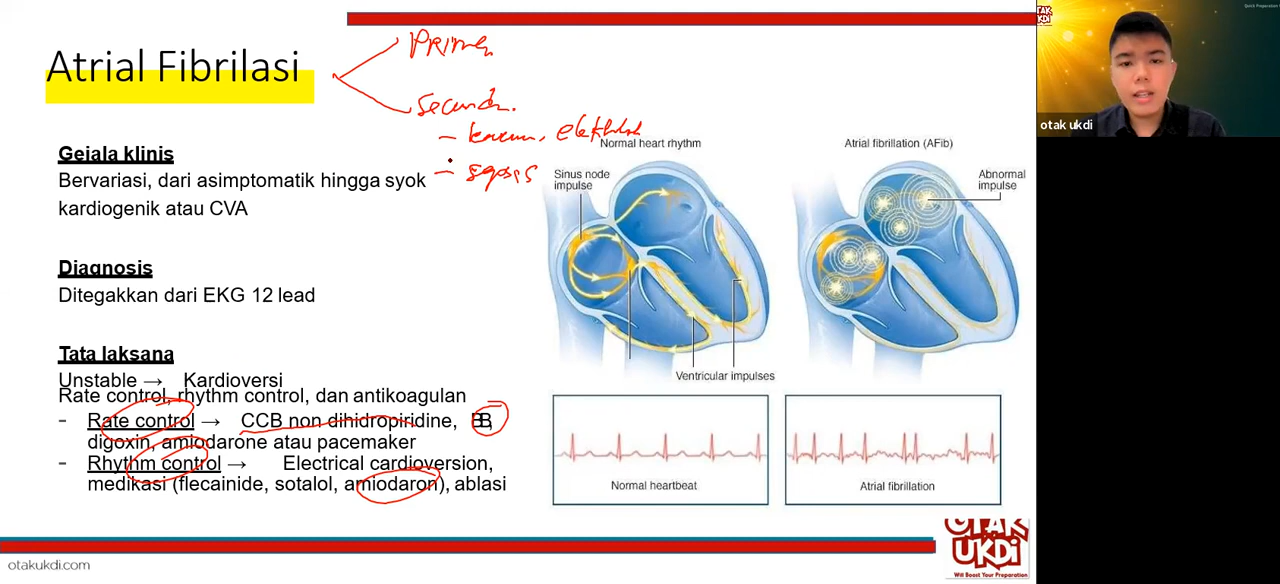 Atrial Fibrilasi
Primer
Secunder.
- 
- sepsis
Gejala klinis
Bervariasi, dari asimptomatik hingga syok
kardiogenik atau CVA
Diagnosis
Ditegakkan dari EKG 12 lead
Tata laksana
Unstable → Kardioversi
Rate control, rhythm control, dan antikoagulan
- Rate control → CCB non dihidropiridine, BB,
digoxin, amiodarone atau pacemaker
- Rhythm control → Electrical cardioversion,
medikasi (flecainide, sotalol, amiodaron), ablasi
Normal heart rhythm
Sinus node
impulse
Ventricular impulses
Atrial fibrillation (AFib)
Abnormal
impulse
Normal heartbeat
Atrial fibrillation
otakukdi.com
OTAK
UKDI
Will Boost Your Preparation
OTAK
UKDI
Quick Preparation
otak ukdi